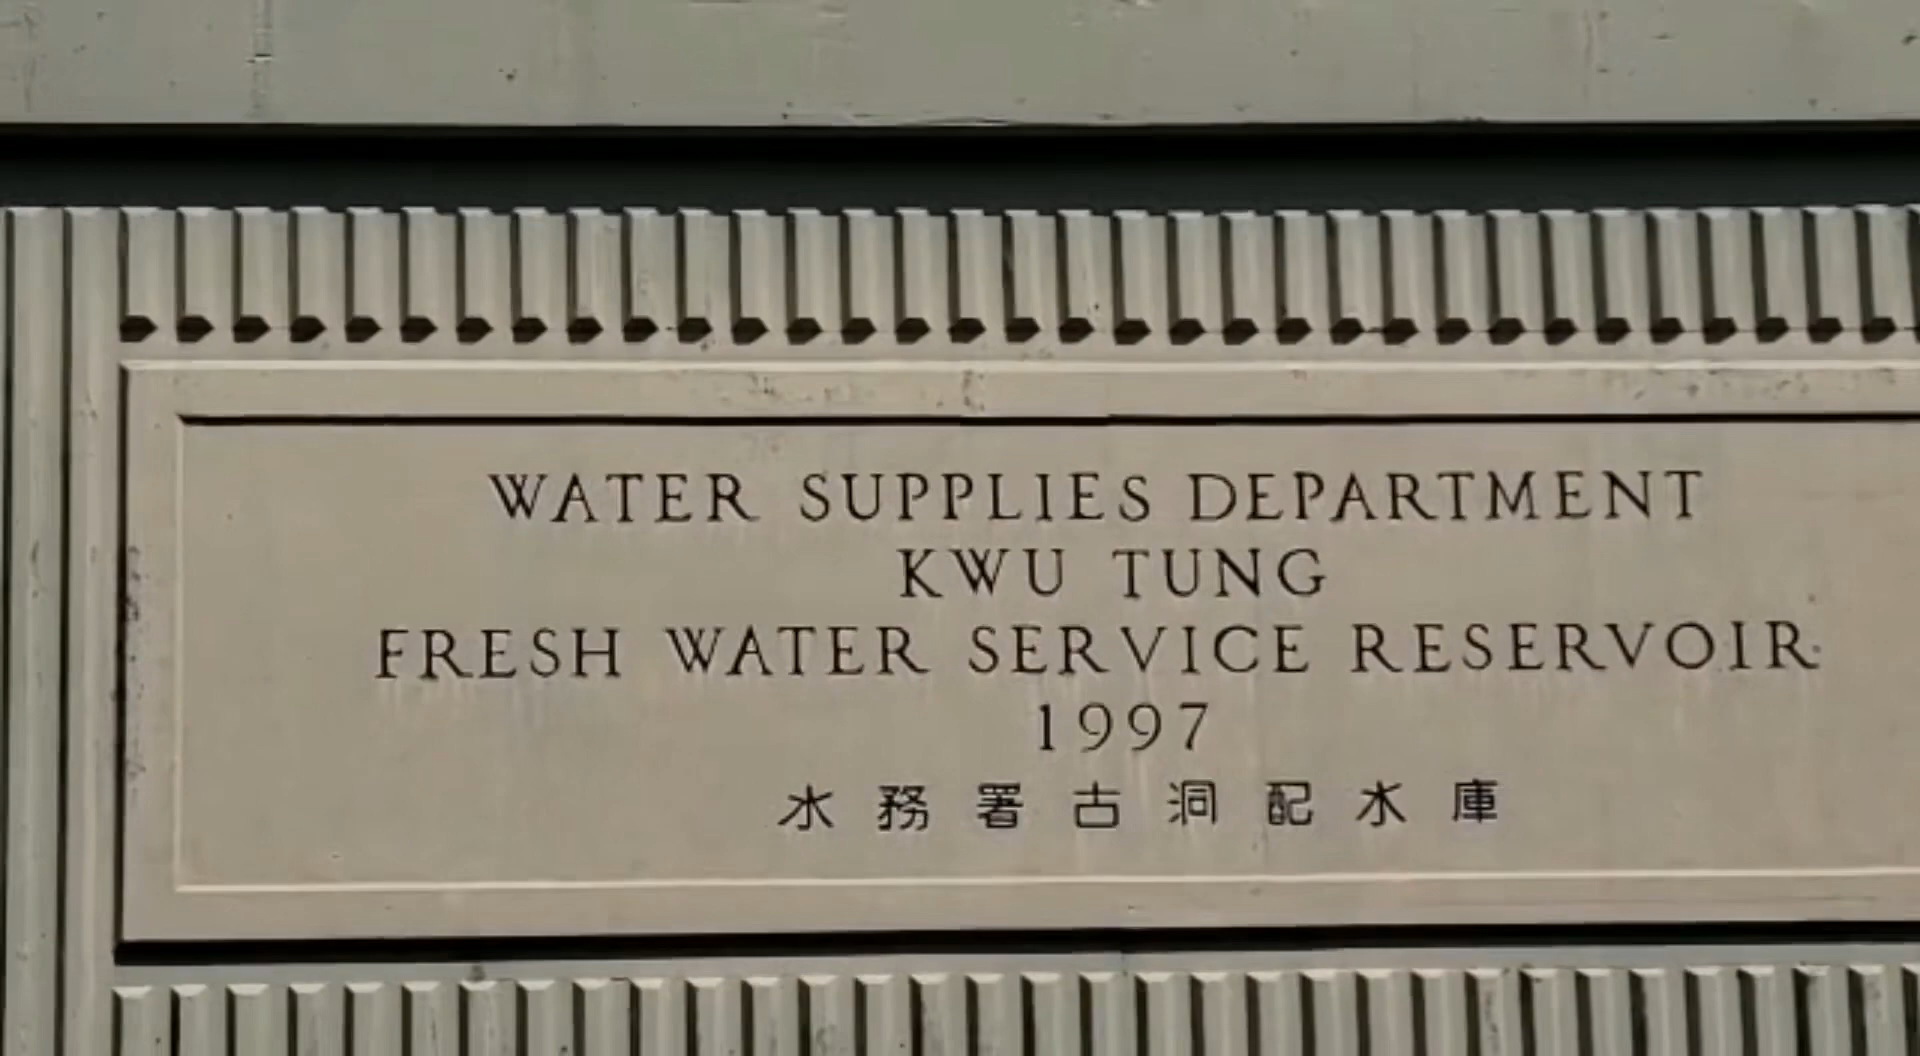 WATER SUPPLIES DEPARTMENT
KWU TUNG
FRESH WATER SERVICE RESERVOIR
1997
水務署古洞配水庫